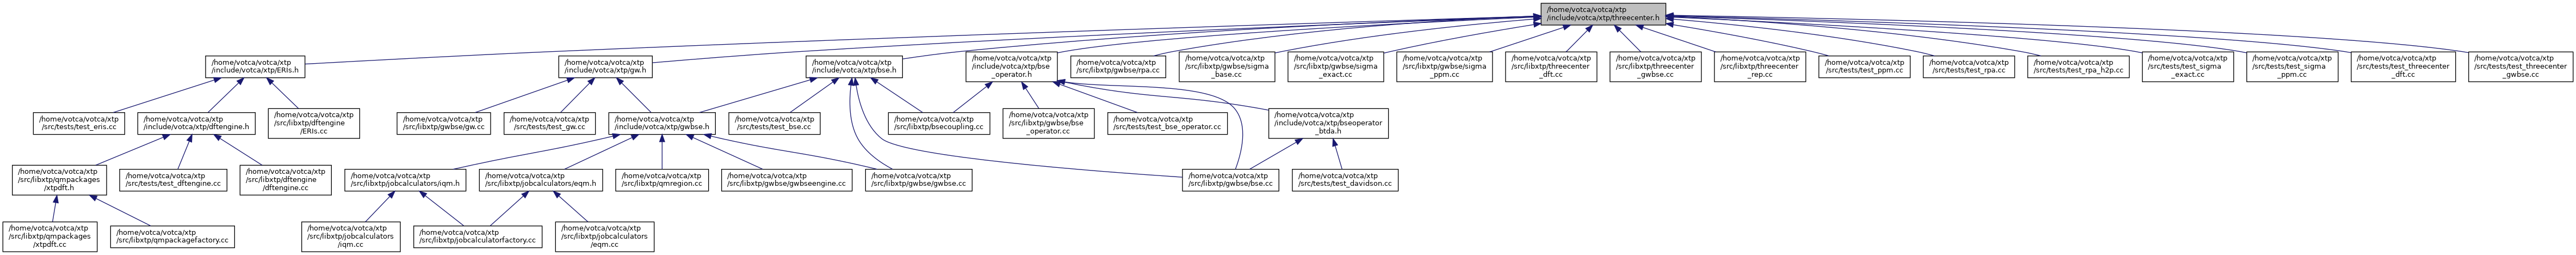 /home/votca/votca/xtp
/include/votca/xtp/threecenter.h
/home/votca/votca/xtp
/include/votca/xtp/ERIs.h
/home/votca/votca/xtp
/include/votca/xtp/gw.h
/home/votca/votca/xtp
/include/votca/xtp/bse.h
/home/votca/votca/xtp
/include/votca/xtp/bse
_operator.h
/home/votca/votca/xtp
/src/libxtp/gwbse/rpa.cc
/home/votca/votca/xtp
/src/libxtp/gwbse/sigma
_base.cc
/home/votca/votca/xtp
/src/libxtp/gwbse/sigma
_exact.cc
/home/votca/votca/xtp
/src/libxtp/gwbse/sigma
_ppm.cc
/home/votca/votca/xtp
/src/libxtp/threecenter
_dft.cc
/home/votca/votca/xtp
/src/libxtp/threecenter
_gwbse.cc
/home/votca/votca/xtp
/src/libxtp/threecenter
_rep.cc
/home/votca/votca/xtp
/src/tests/test_ppm.cc
/home/votca/votca/xtp
/src/tests/test_rpa.cc
/home/votca/votca/xtp
/src/tests/test_rpa_h2p.cc
/home/votca/votca/xtp
/src/tests/test_sigma
_exact.cc
/home/votca/votca/xtp
/src/tests/test_sigma
_ppm.cc
/home/votca/votca/xtp
/src/tests/test_threecenter
_dft.cc
/home/votca/votca/xtp
/src/tests/test_threecenter
_gwbse.cc
/home/votca/votca/xtp
/src/tests/test_eris.cc
/home/votca/votca/xtp
/include/votca/xtp/dftengine.h
/home/votca/votca/xtp
/src/libxtp/dftengine
/ERIs.cc
/home/votca/votca/xtp
/src/libxtp/gwbse/gw.cc
/home/votca/votca/xtp
/src/tests/test_gw.cc
/home/votca/votca/xtp
/include/votca/xtp/gwbse.h
/home/votca/votca/xtp
/src/tests/test_bse.cc
/home/votca/votca/xtp
/src/libxtp/bsecoupling.cc
/home/votca/votca/xtp
/src/libxtp/gwbse/bse
_operator.cc
/home/votca/votca/xtp
/src/tests/test_bse_operator.cc
/home/votca/votca/xtp
/include/votca/xtp/bseoperator
_btda.h
/home/votca/votca/xtp
/src/libxtp/qmpackages
/xtpdft.h
/home/votca/votca/xtp
/src/tests/test_dftengine.cc
/home/votca/votca/xtp
/src/libxtp/dftengine
/dftengine.cc
/home/votca/votca/xtp
/src/libxtp/jobcalculators/iqm.h
/home/votca/votca/xtp
/src/libxtp/jobcalculators/eqm.h
/home/votca/votca/xtp
/src/libxtp/qmregion.cc
/home/votca/votca/xtp
/src/libxtp/gwbse/gwbseengine.cc
/home/votca/votca/xtp
/src/libxtp/gwbse/gwbse.cc
/home/votca/votca/xtp
/src/libxtp/gwbse/bse.cc
/home/votca/votca/xtp
/src/tests/test_davidson.cc
/home/votca/votca/xtp
/src/libxtp/qmpackages
/xtpdft.cc
/home/votca/votca/xtp
/src/libxtp/qmpackagefactory.cc
/home/votca/votca/xtp
/src/libxtp/jobcalculators
/iqm.cc
/home/votca/votca/xtp
/src/libxtp/jobcalculatorfactory.cc
/home/votca/votca/xtp
/src/libxtp/jobcalculators
/eqm.cc